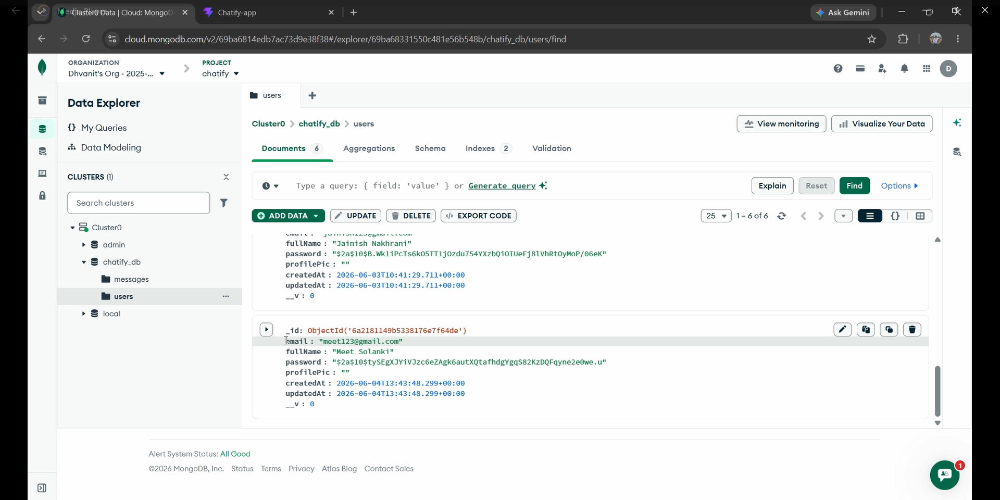 Cluster0 Data | Cloud: MongoD
Chatify-app
Ask Gemini
cloud.mongodb.com/v2/69ba6814edb7ac73d9e38f38#/explorer/69ba68331550c481e56b548b/chatify_db/users/find
ORGANIZATION
Dhvanit's Org - 2025-...
PROJECT
chatify
D
Data Explorer
{} My Queries
Data Modeling
CLUSTERS (1)
Search clusters
Cluster0
admin
chatify_db
messages
users
local
users
Cluster0 > chatify_db > users
View monitoring
Visualize Your Data
Documents 6
Aggregations
Schema
Indexes 2
Validation
Type a query: { field: 'value' } or Generate query
Explain
Reset
Find
Options
ADD DATA
UPDATE
DELETE
EXPORT CODE
25
1 – 6 of 6
{}
email : "jainish123@gmail.com"
fullName : "Jainish Nakhrani"
password : "$2a$10$B.Wk1iPcTs6kO5TT1jOzdu754YXzbQiOIUeFj8lVhRtOyMoP/06eK"
profilePic : ""
createdAt : 2026-06-03T10:41:29.711+00:00
updatedAt : 2026-06-03T10:41:29.711+00:00
__v : 0
_id: ObjectId('6a2181149b5338176e7f64de')
email : "meet123@gmail.com"
fullName : "Meet Solanki"
password : "$2a$10$tySEgXJYiVJzc6eZAgk6autXQtafhdgYgqS82KzDQFqyne2e0we.u"
profilePic : ""
createdAt : 2026-06-04T13:43:48.299+00:00
updatedAt : 2026-06-04T13:43:48.299+00:00
__v : 0
Alert System Status: All Good
©2026 MongoDB, Inc. Status Terms Privacy Atlas Blog Contact Sales
1